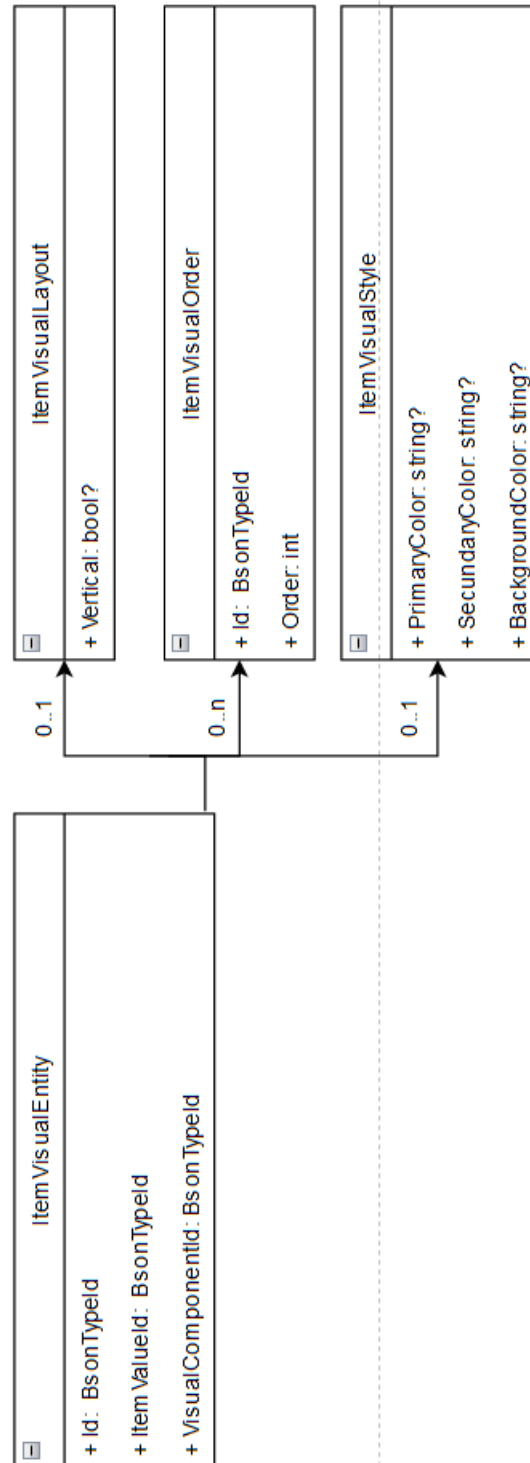 ItemVisualEntity
+ Id: BsonTypeId
+ ItemValueId: BsonTypeId
+ VisualComponentId: BsonTypeId
0..1
ItemVisualLayout
+ Vertical: bool?
0..n
ItemVisualOrder
+ Id: BsonTypeId
+ Order: int
0..1
ItemVisualStyle
+ PrimaryColor: string?
+ SecundaryColor: string?
+ BackgroundColor: string?